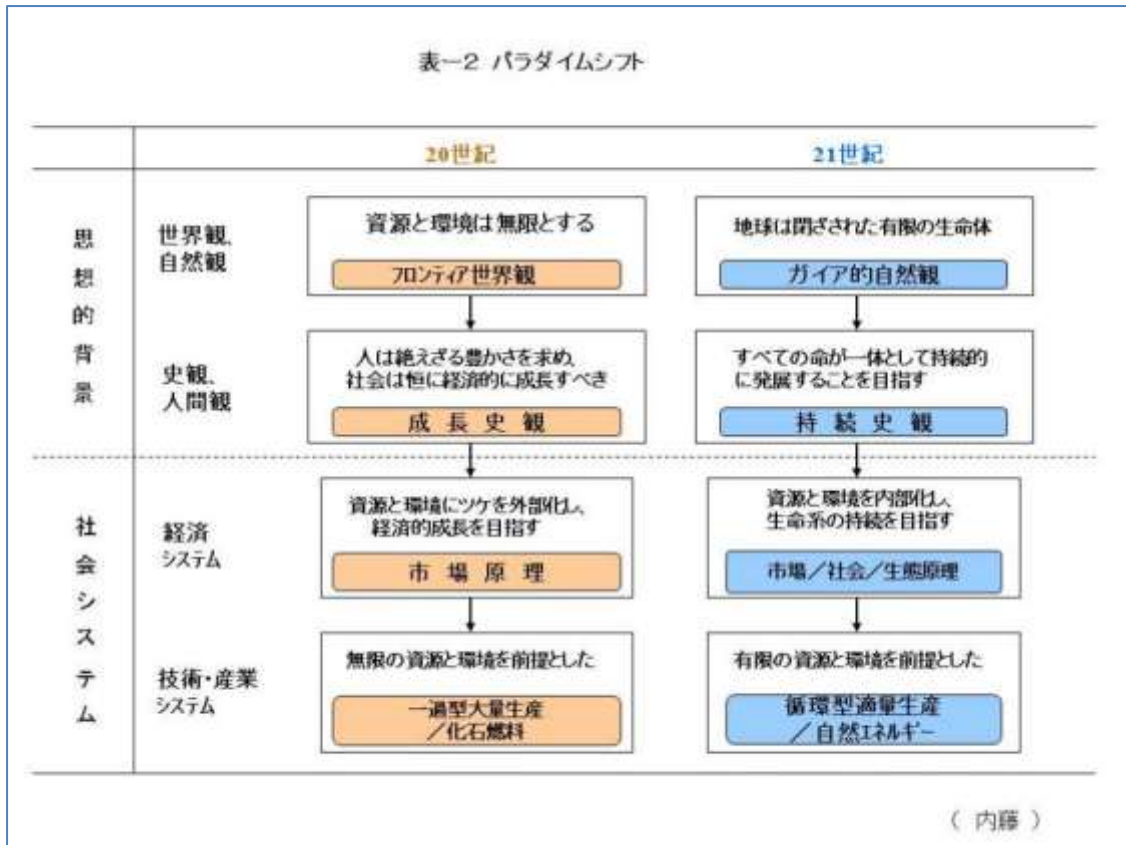 表ー2 パラダイムシフト
20世紀
21世紀
思想的背景
世界観、
自然観
資源と環境は無限とする
フロンティア世界観
地球は閉ざされた有限の生命体
ガイア的自然観
史観、
人間観
人は絶えざる豊かさを求め、
社会は恒に経済的に成長すべき
成長史観
すべての命が一体として持続的
に発展することを目指す
持続史観
社会システム
経済
システム
資源と環境にツケを外部化し、
経済的成長を目指す
市場原理
資源と環境を内部化し、
生命系の持続を目指す
市場／社会／生態原理
技術・産業
システム
無限の資源と環境を前提とした
一過型大量生産
／化石燃料
有限の資源と環境を前提とした
循環型適量生産
／自然エネルギー
（ 内藤 ）